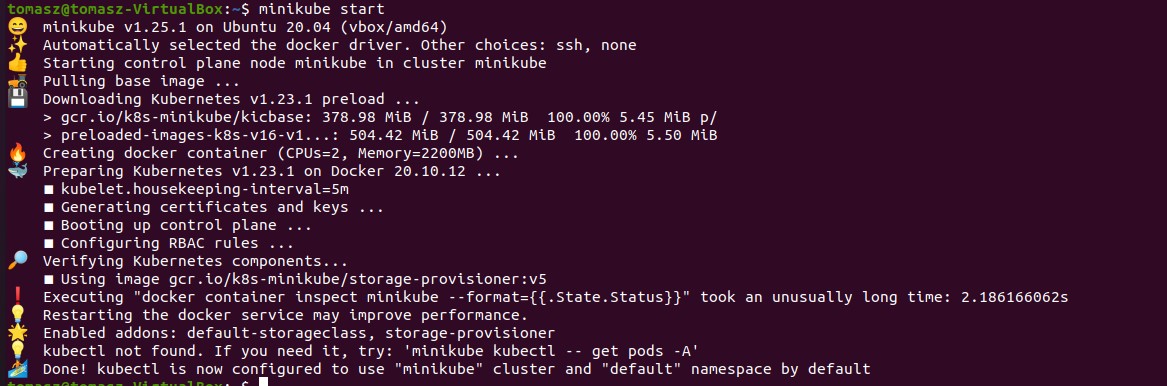 tomasz@tomasz-VirtualBox:~$ minikube start
😄 minikube v1.25.1 on Ubuntu 20.04 (vbox/amd64)
✨ Automatically selected the docker driver. Other choices: ssh, none
👍 Starting control plane node minikube in cluster minikube
🚜 Pulling base image ...
💾 Downloading Kubernetes v1.23.1 preload ...
> gcr.io/k8s-minikube/kicbase: 378.98 MiB / 378.98 MiB 100.00% 5.45 MiB p/
> preloaded-images-k8s-v16-v1...: 504.42 MiB / 504.42 MiB 100.00% 5.50 MiB
🔥 Creating docker container (CPUs=2, Memory=2200MB) ...
🐳 Preparing Kubernetes v1.23.1 on Docker 20.10.12 ...
■ kubelet.housekeeping-interval=5m
■ Generating certificates and keys ...
■ Booting up control plane ...
■ Configuring RBAC rules ...
🔎 Verifying Kubernetes components...
■ Using image gcr.io/k8s-minikube/storage-provisioner:v5
❗ Executing "docker container inspect minikube --format={{.State.Status}}" took an unusually long time: 2.186166062s
💡 Restarting the docker service may improve performance.
🌟 Enabled addons: default-storageclass, storage-provisioner
💡 kubectl not found. If you need it, try: 'minikube kubectl -- get pods -A'
🏄 Done! kubectl is now configured to use "minikube" cluster and "default" namespace by default
tomasz@tomasz-VirtualBox:~$